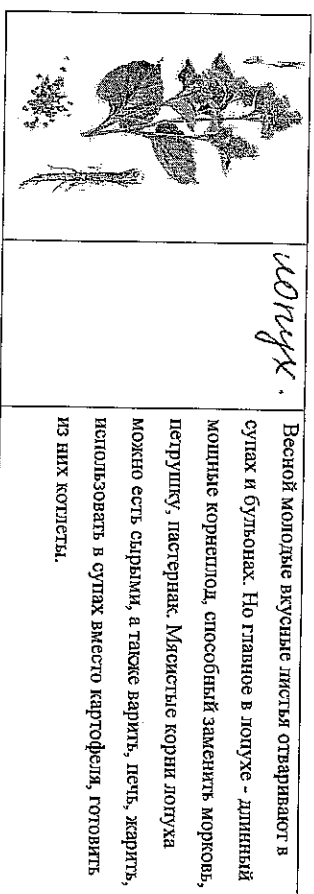 лопух.
Весной молодые вкусные листья отваривают в
супах и бульонах. Но главное в лопухе - длинный
мощные корнеплод, способный заменить морковь,
петрушку, пастернак. Мясистые корни лопуха
можно есть сырыми, а также варить, печь, жарить,
использовать в супах вместо картофеля, готовить
из них котлеты.